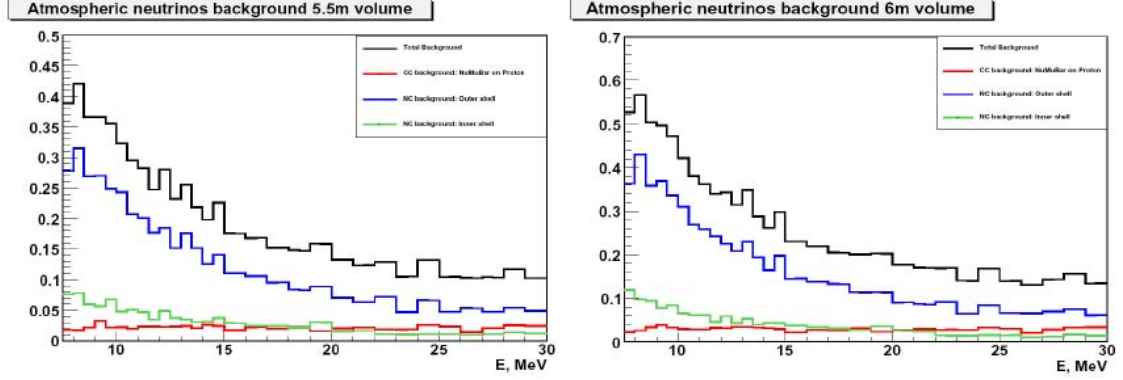 Atmospheric neutrinos background 5.5m volume
0.5
0.45
0.4
0.35
0.3
0.25
0.2
0.15
0.1
0.05
0
10
15
20
25
30
E, MeV
Total Background
CC background: NuMuBar on Proton
NC background: Outer shell
NC background: Inner shell
Atmospheric neutrinos background 6m volume
0.7
0.6
0.5
0.4
0.3
0.2
0.1
0
10
15
20
25
30
E, MeV
Total Background
CC background: NuMuBar on Proton
NC background: Outer shell
NC background: Inner shell